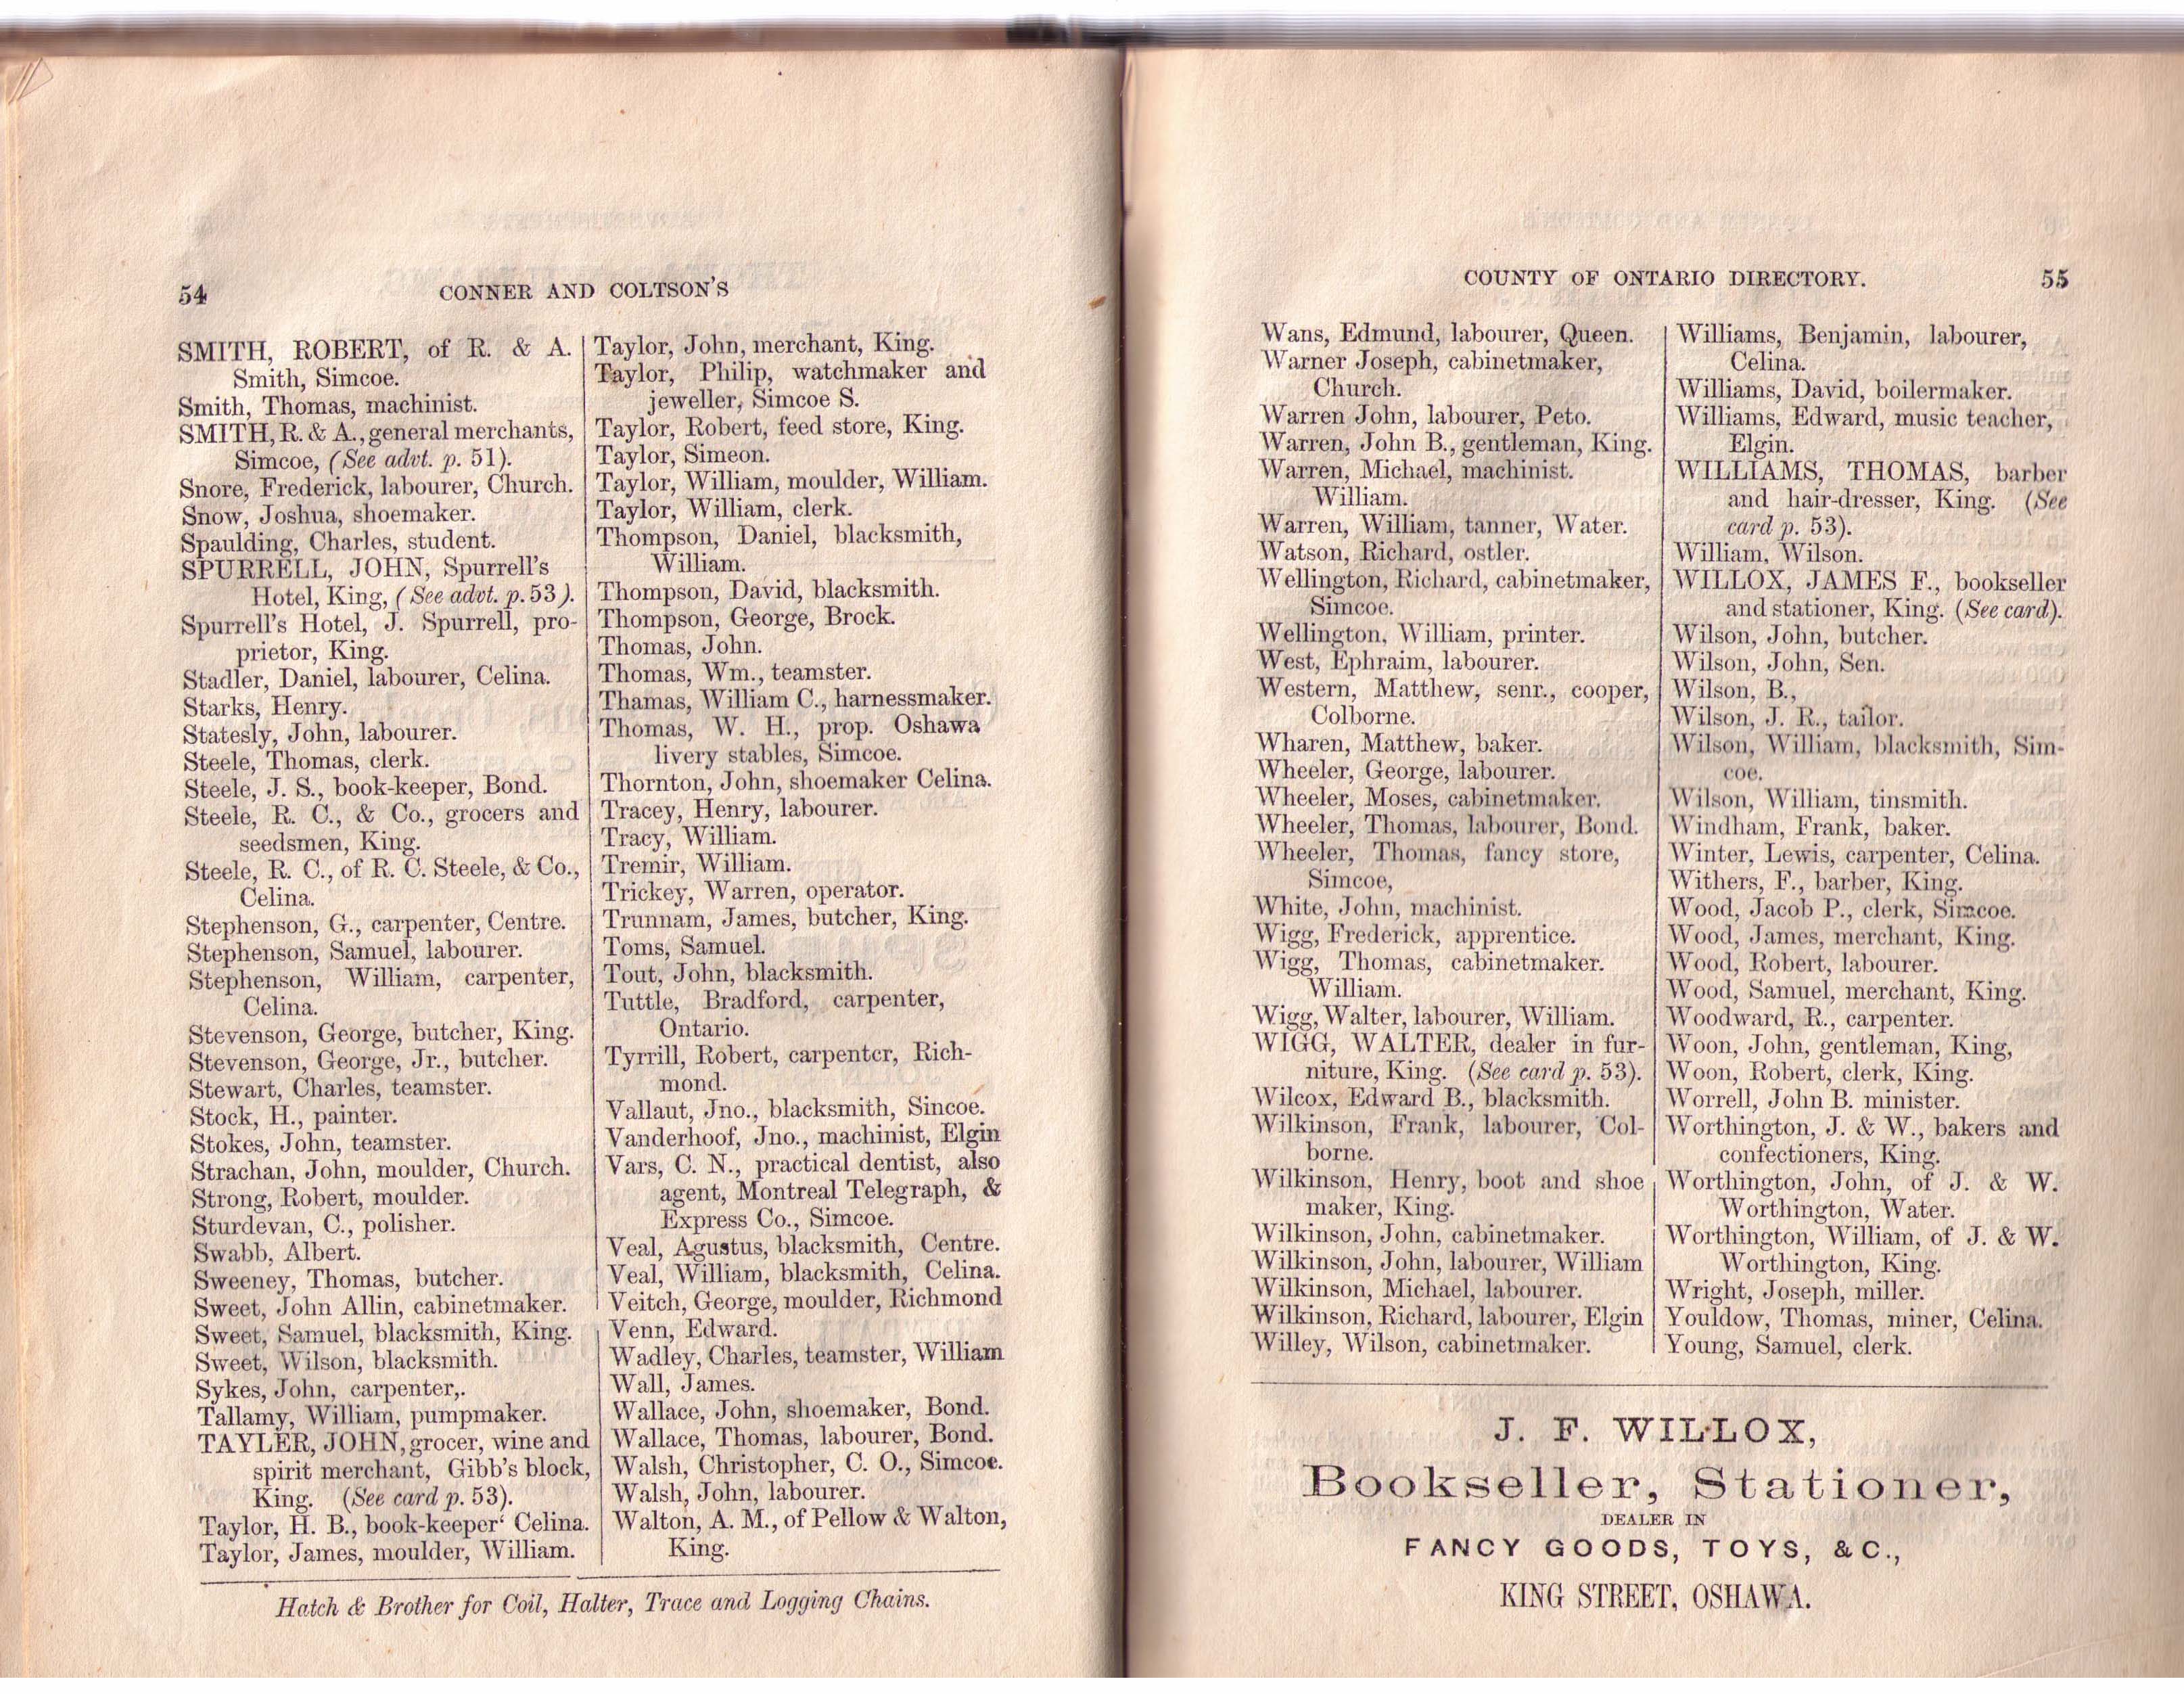 54
CONNER AND COLTSON'S
SMITH, ROBERT, of R. & A.
Smith, Simcoe.
Smith, Thomas, machinist.
SMITH, R. & A., general merchants,
Simcoe, (See advt. p. 51).
Snore, Frederick, labourer, Church.
Snow, Joshua, shoemaker.
Spaulding, Charles, student.
SPURRELL, JOHN, Spurrell's
Hotel, King, (See advt. p. 53).
Spurrell's Hotel, J. Spurrell, pro-
prietor, King.
Stadler, Daniel, labourer, Celina.
Starks, Henry.
Statesly, John, labourer.
Steele, Thomas, clerk.
Steele, J. S., book-keeper, Bond.
Steele, R. C., & Co., grocers and
seedsmen, King.
Steele, R. C., of R. C. Steele, & Co.,
Celina.
Stephenson, G., carpenter, Centre.
Stephenson, Samuel, labourer.
Stephenson, William, carpenter,
Celina.
Stevenson, George, butcher, King.
Stevenson, George, Jr., butcher.
Stewart, Charles, teamster.
Stock, H., painter.
Stokes, John, teamster.
Strachan, John, moulder, Church.
Strong, Robert, moulder.
Sturdevan, C., polisher.
Swabb, Albert.
Sweeney, Thomas, butcher.
Sweet, John Allin, cabinetmaker.
Sweet, Samuel, blacksmith, King.
Sweet, Wilson, blacksmith.
Sykes, John, carpenter,.
Tallamy, William, pumpmaker.
TAYLER, JOHN, grocer, wine and
spirit merchant, Gibb's block,
King. (See card p. 53).
Taylor, H. B., book-keeper‘ Celina.
Taylor, James, moulder, William.
Taylor, John, merchant, King.
Taylor, Philip, watchmaker and
jeweller, Simcoe S.
Taylor, Robert, feed store, King.
Taylor, Simeon.
Taylor, William, moulder, William.
Taylor, William, clerk.
Thompson, Daniel, blacksmith,
William.
Thompson, David, blacksmith.
Thompson, George, Brock.
Thomas, John.
Thomas, Wm., teamster.
Thamas, William C., harnessmaker.
Thomas, W. H., prop. Oshawa
livery stables, Simcoe.
Thornton, John, shoemaker Celina.
Tracey, Henry, labourer.
Tracy, William.
Tremir, William.
Trickey, Warren, operator.
Trunnam, James, butcher, King.
Toms, Samuel.
Tout, John, blacksmith.
Tuttle, Bradford, carpenter,
Ontario.
Tyrrill, Robert, carpenter, Rich-
mond.
Vallaut, Jno., blacksmith, Sincoe.
Vanderhoof, Jno., machinist, Elgin
Vars, C. N., practical dentist, also
agent, Montreal Telegraph, &
Express Co., Simcoe.
Veal, Agustus, blacksmith, Centre.
Veal, William, blacksmith, Celina.
Veitch, George, moulder, Richmond
Venn, Edward.
Wadley, Charles, teamster, William
Wall, James.
Wallace, John, shoemaker, Bond.
Wallace, Thomas, labourer, Bond.
Walsh, Christopher, C. O., Simcoe.
Walsh, John, labourer.
Walton, A. M., of Pellow & Walton,
King.
Hatch & Brother for Coil, Halter, Trace and Logging Chains.
COUNTY OF ONTARIO DIRECTORY.
55
Wans, Edmund, labourer, Queen.
Warner Joseph, cabinetmaker,
Church.
Warren John, labourer, Peto.
Warren, John B., gentleman, King.
Warren, Michael, machinist.
William.
Warren, William, tanner, Water.
Watson, Richard, ostler.
Wellington, Richard, cabinetmaker,
Simcoe.
Wellington, William, printer.
West, Ephraim, labourer.
Western, Matthew, senr., cooper,
Colborne.
Wharen, Matthew, baker.
Wheeler, George, labourer.
Wheeler, Moses, cabinetmaker.
Wheeler, Thomas, labourer, Bond.
Wheeler, Thomas, fancy store,
Simcoe,
White, John, machinist.
Wigg, Frederick, apprentice.
Wigg, Thomas, cabinetmaker.
William.
Wigg, Walter, labourer, William.
WIGG, WALTER, dealer in fur-
niture, King. (See card p. 53).
Wilcox, Edward B., blacksmith.
Wilkinson, Frank, labourer, Col-
borne.
Wilkinson, Henry, boot and shoe
maker, King.
Wilkinson, John, cabinetmaker.
Wilkinson, John, labourer, William
Wilkinson, Michael, labourer.
Wilkinson, Richard, labourer, Elgin
Willey, Wilson, cabinetmaker.
Williams, Benjamin, labourer,
Celina.
Williams, David, boilermaker.
Williams, Edward, music teacher,
Elgin.
WILLIAMS, THOMAS, barber
and hair-dresser, King. (See
card p. 53).
William, Wilson.
WILLOX, JAMES F., bookseller
and stationer, King. (See card).
Wilson, John, butcher.
Wilson, John, Sen.
Wilson, B.,
Wilson, J. R., tailor.
Wilson, William, blacksmith, Sim-
coe.
Wilson, William, tinsmith.
Windham, Frank, baker.
Winter, Lewis, carpenter, Celina.
Withers, F., barber, King.
Wood, Jacob P., clerk, Simcoe.
Wood, James, merchant, King.
Wood, Robert, labourer.
Wood, Samuel, merchant, King.
Woodward, R., carpenter.
Woon, John, gentleman, King,
Woon, Robert, clerk, King.
Worrell, John B. minister.
Worthington, J. & W., bakers and
confectioners, King.
Worthington, John, of J. & W.
Worthington, Water.
Worthington, William, of J. & W.
Worthington, King.
Wright, Joseph, miller.
Youldow, Thomas, miner, Celina.
Young, Samuel, clerk.
J. F. WILLOX,
Bookseller, Stationer,
DEALER IN
FANCY GOODS, TOYS, &C.,
KING STREET, OSHAWA.